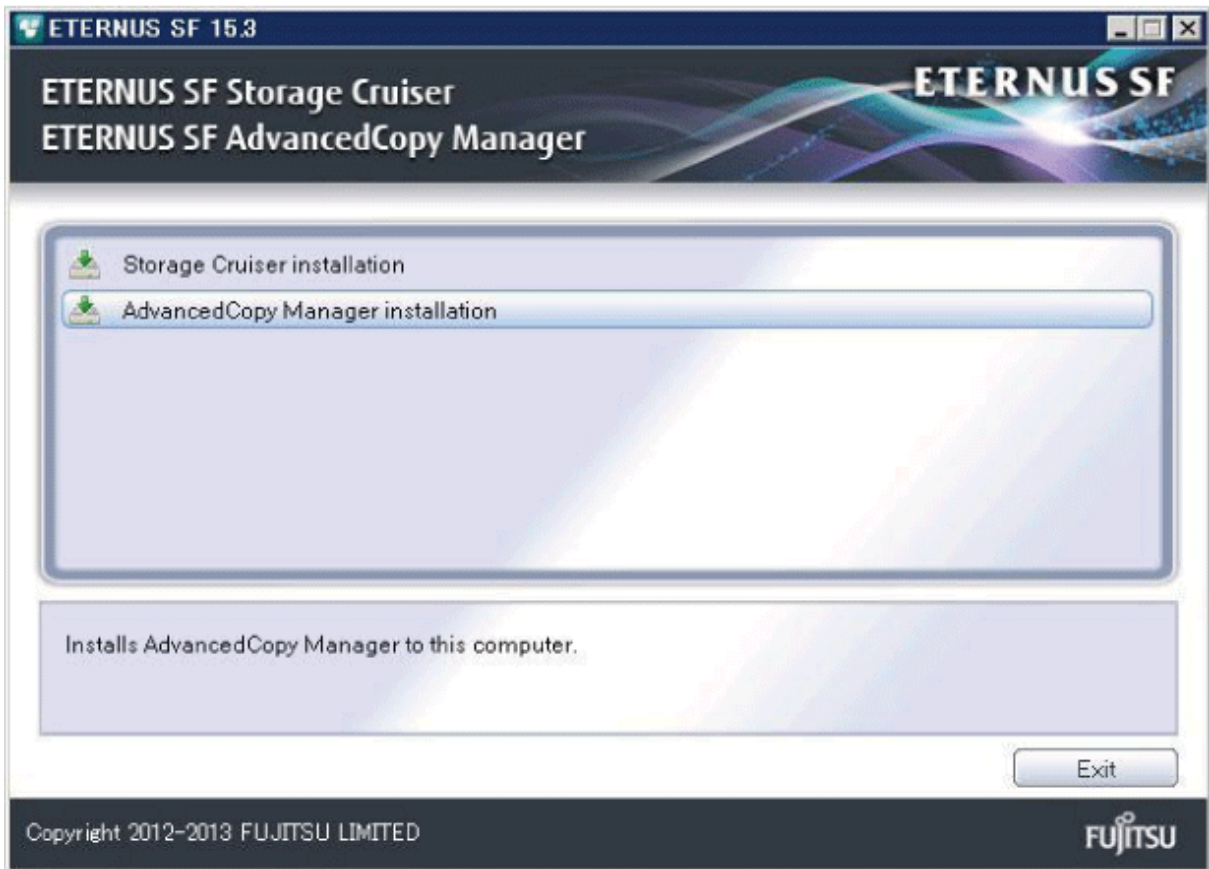 ETERNUS SF 15.3
ETERNUS SF Storage Cruiser
ETERNUS SF AdvancedCopy Manager
ETERNUS SF
Storage Cruiser installation
AdvancedCopy Manager installation
Installs AdvancedCopy Manager to this computer.
Exit
Copyright 2012-2013 FUJITSU LIMITED
FUJITSU